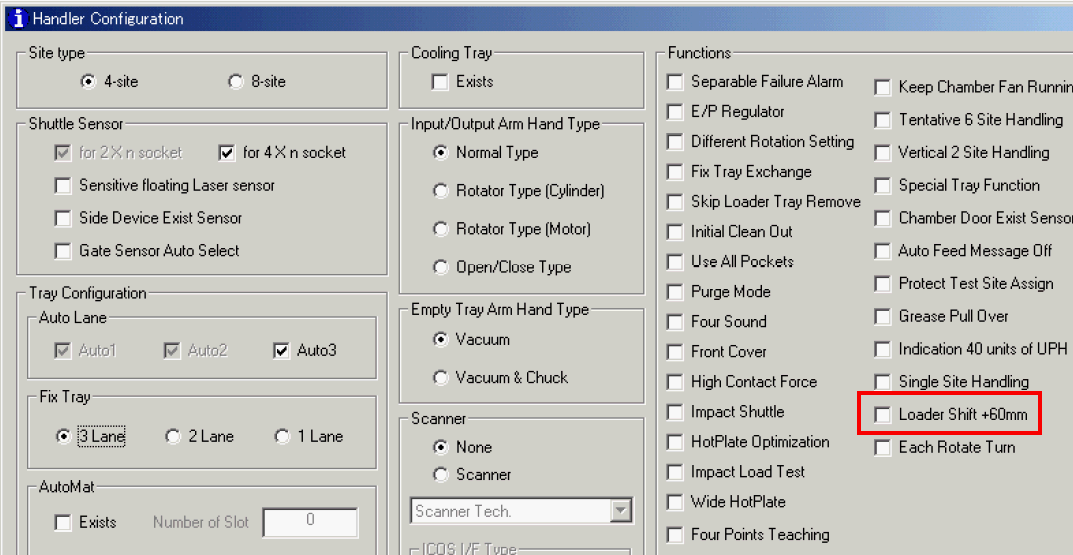 Handler Configuration
Site type
4-site
8-site
Shuttle Sensor
for 2X n socket
for 4X n socket
Sensitive floating Laser sensor
Side Device Exist Sensor
Gate Sensor Auto Select
Tray Configuration
Auto Lane
Auto1
Auto2
Auto3
Fix Tray
3 Lane
2 Lane
1 Lane
AutoMat
Exists
Number of Slot
0
Cooling Tray
Exists
Input/Output Arm Hand Type
Normal Type
Rotator Type (Cylinder)
Rotator Type (Motor)
Open/Close Type
Empty Tray Arm Hand Type
Vacuum
Vacuum & Chuck
Scanner
None
Scanner
Scanner Tech.
ICOS I/F Type
Functions
Separable Failure Alarm
E/P Regulator
Different Rotation Setting
Fix Tray Exchange
Skip Loader Tray Remove
Initial Clean Out
Use All Pockets
Purge Mode
Four Sound
Front Cover
High Contact Force
Impact Shuttle
HotPlate Optimization
Impact Load Test
Wide HotPlate
Four Points Teaching
Keep Chamber Fan Runnin
Tentative 6 Site Handling
Vertical 2 Site Handling
Special Tray Function
Chamber Door Exist Sensor
Auto Feed Message Off
Protect Test Site Assign
Grease Pull Over
Indication 40 units of UPH
Single Site Handling
Loader Shift +60mm
Each Rotate Turn